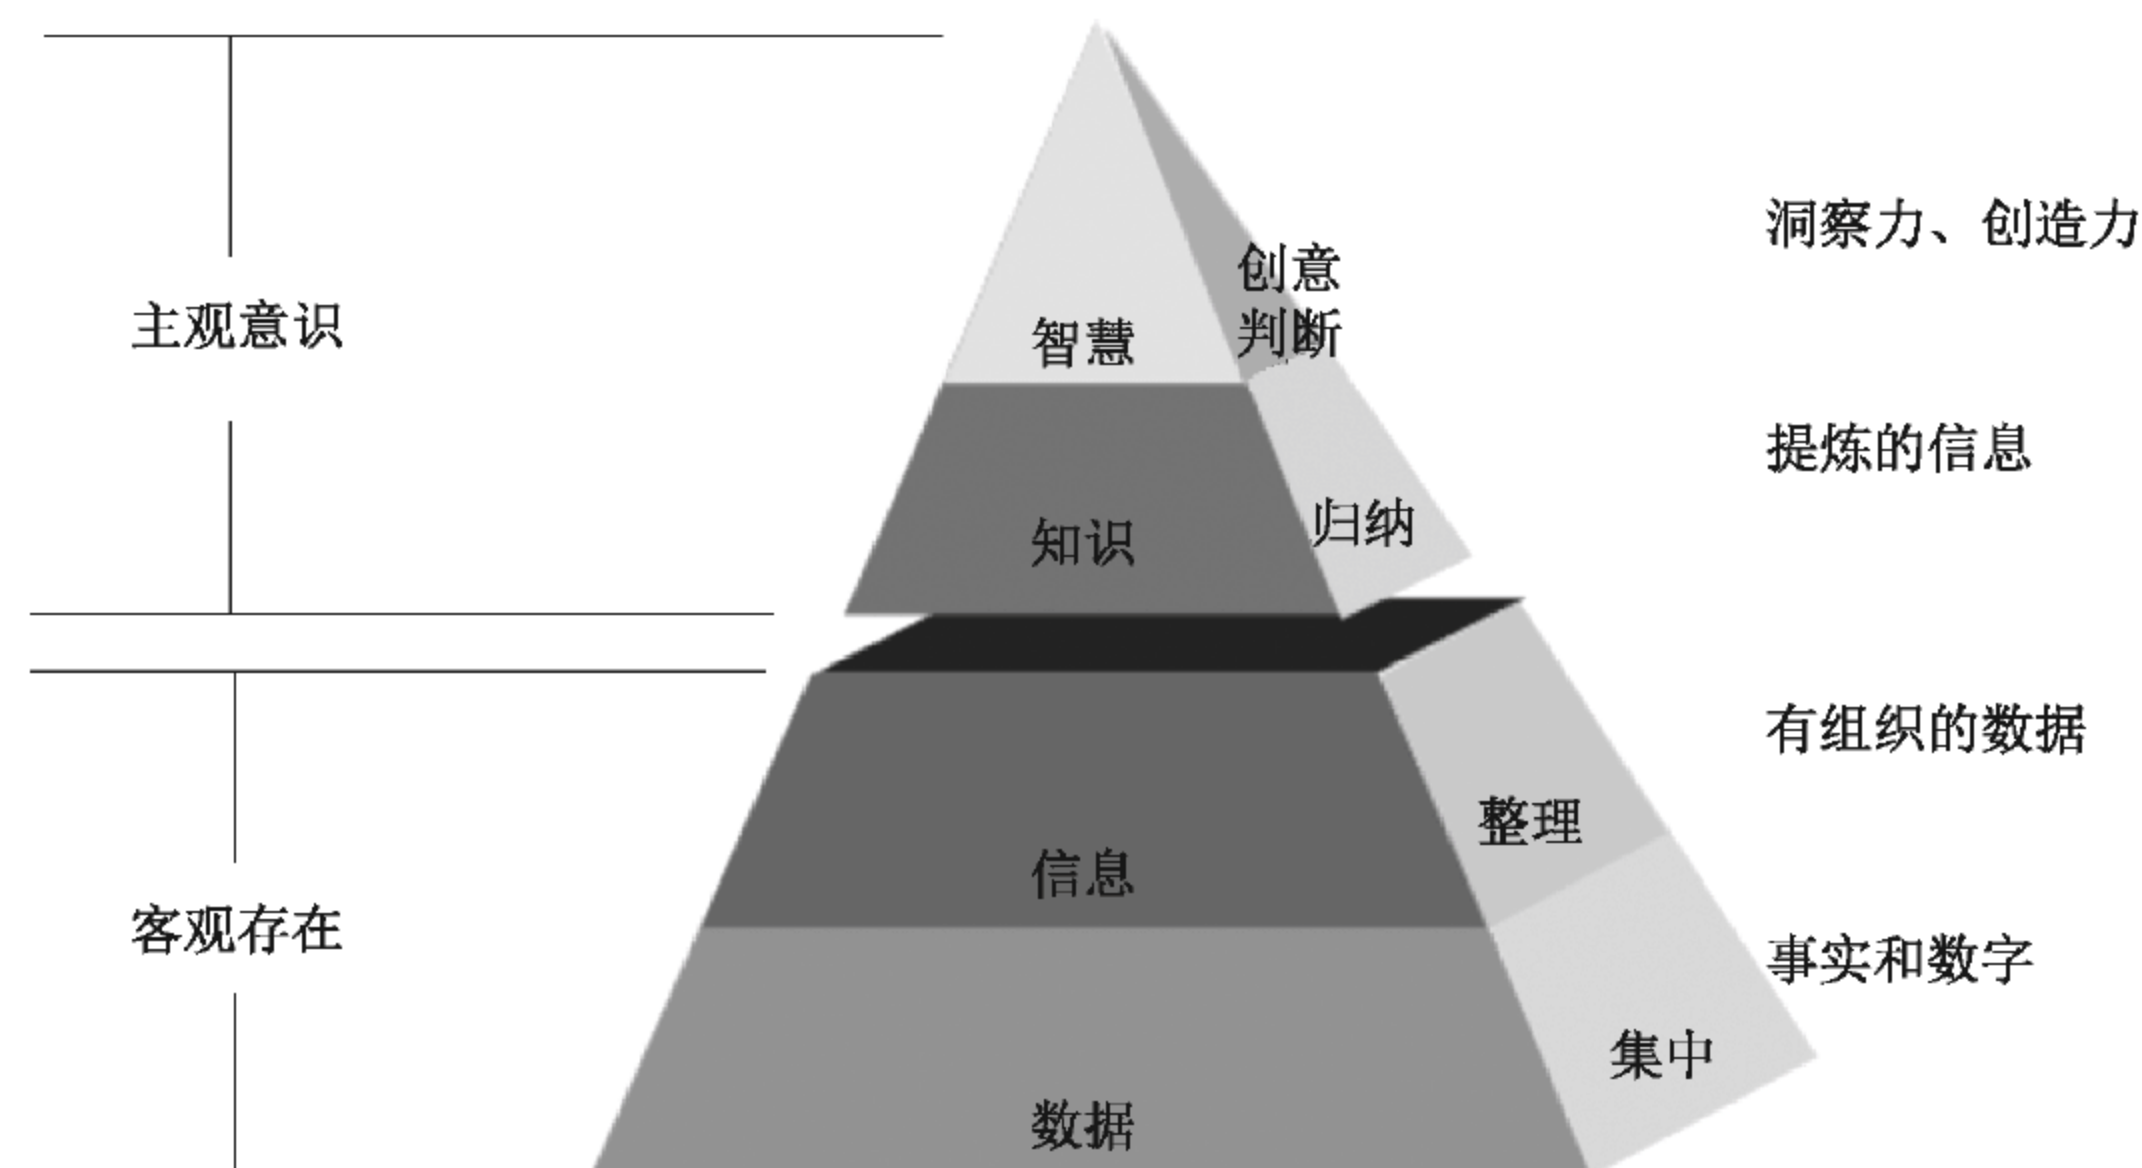 洞察力、创造力
创意
判断
主观意识
智慧
提炼的信息
归纳
知识
有组织的数据
整理
信息
客观存在
事实和数字
集中
数据